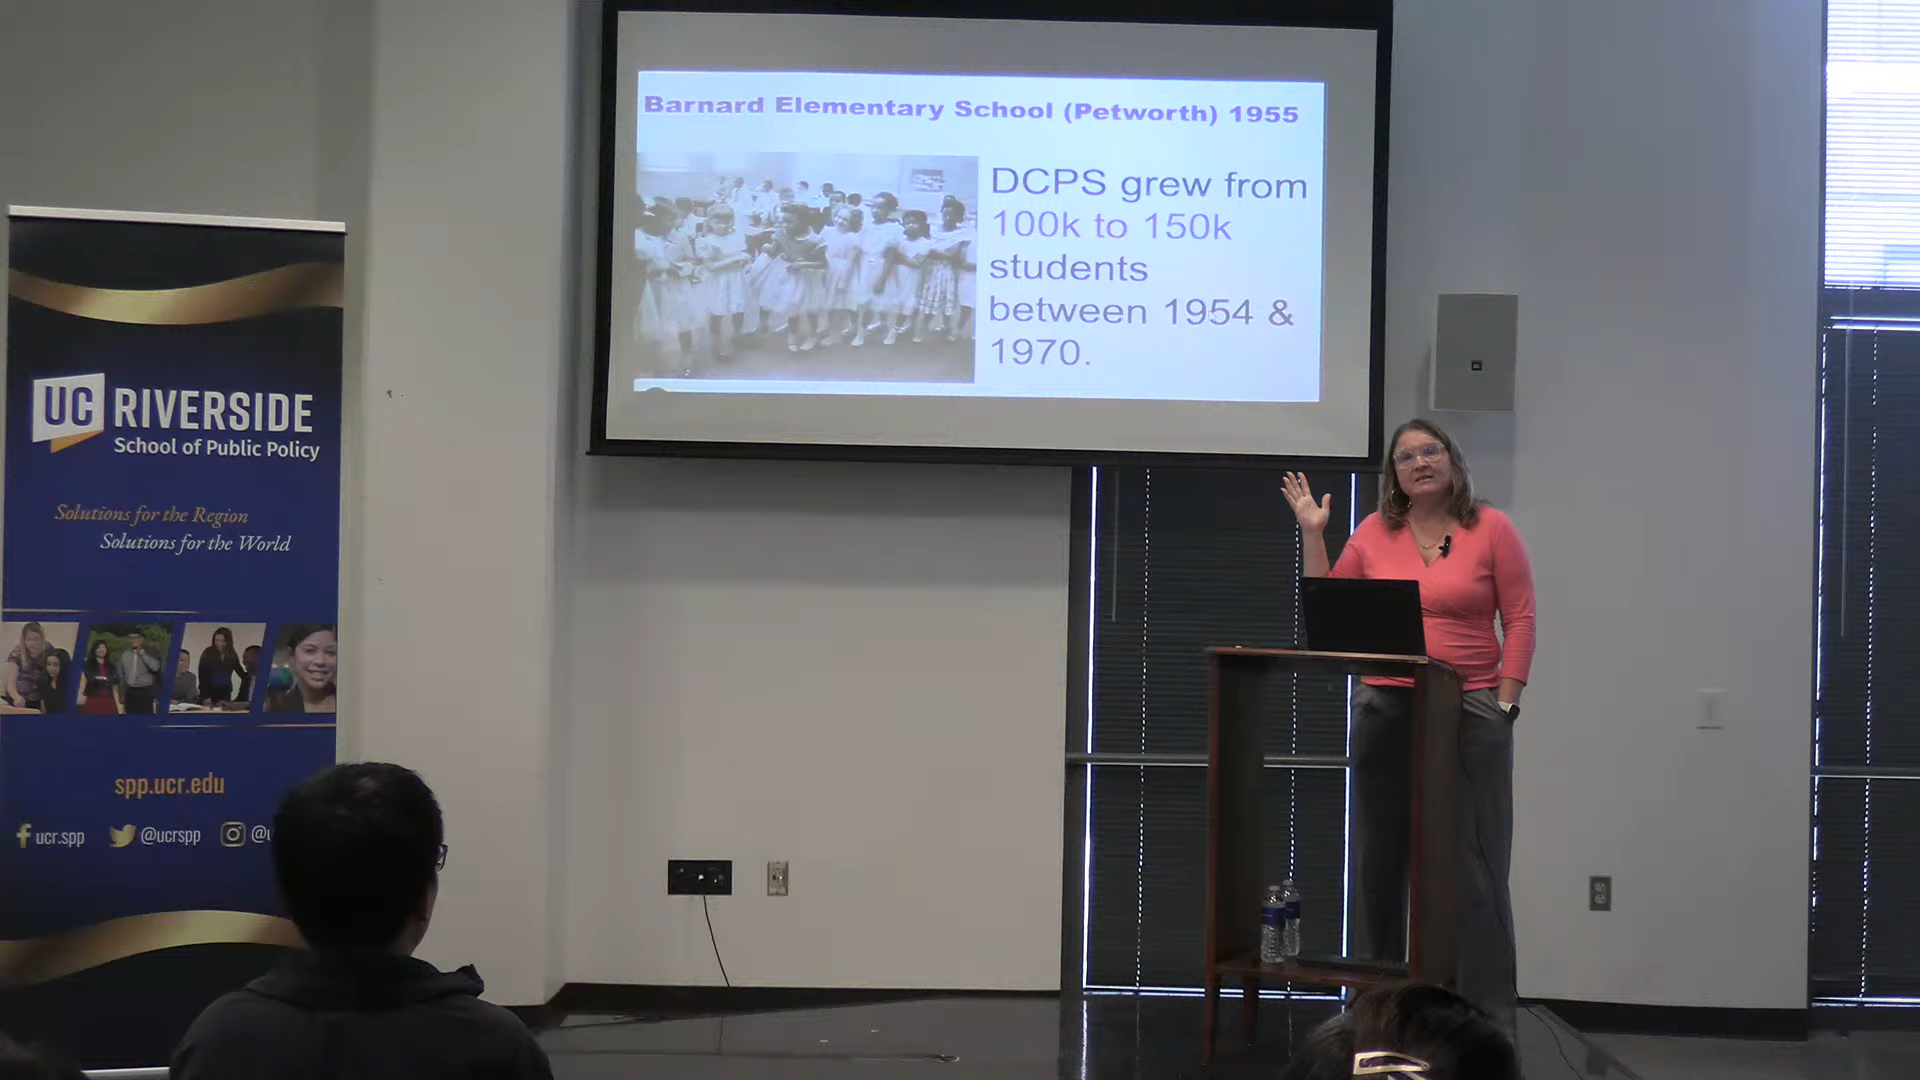 Barnard Elementary School (Petworth) 1955
DCPS grew from
100k to 150k
students
between 1954 &
1970.
UC RIVERSIDE
School of Public Policy
Solutions for the Region
Solutions for the World
spp.ucr.edu
ucr.spp
@ucrspp